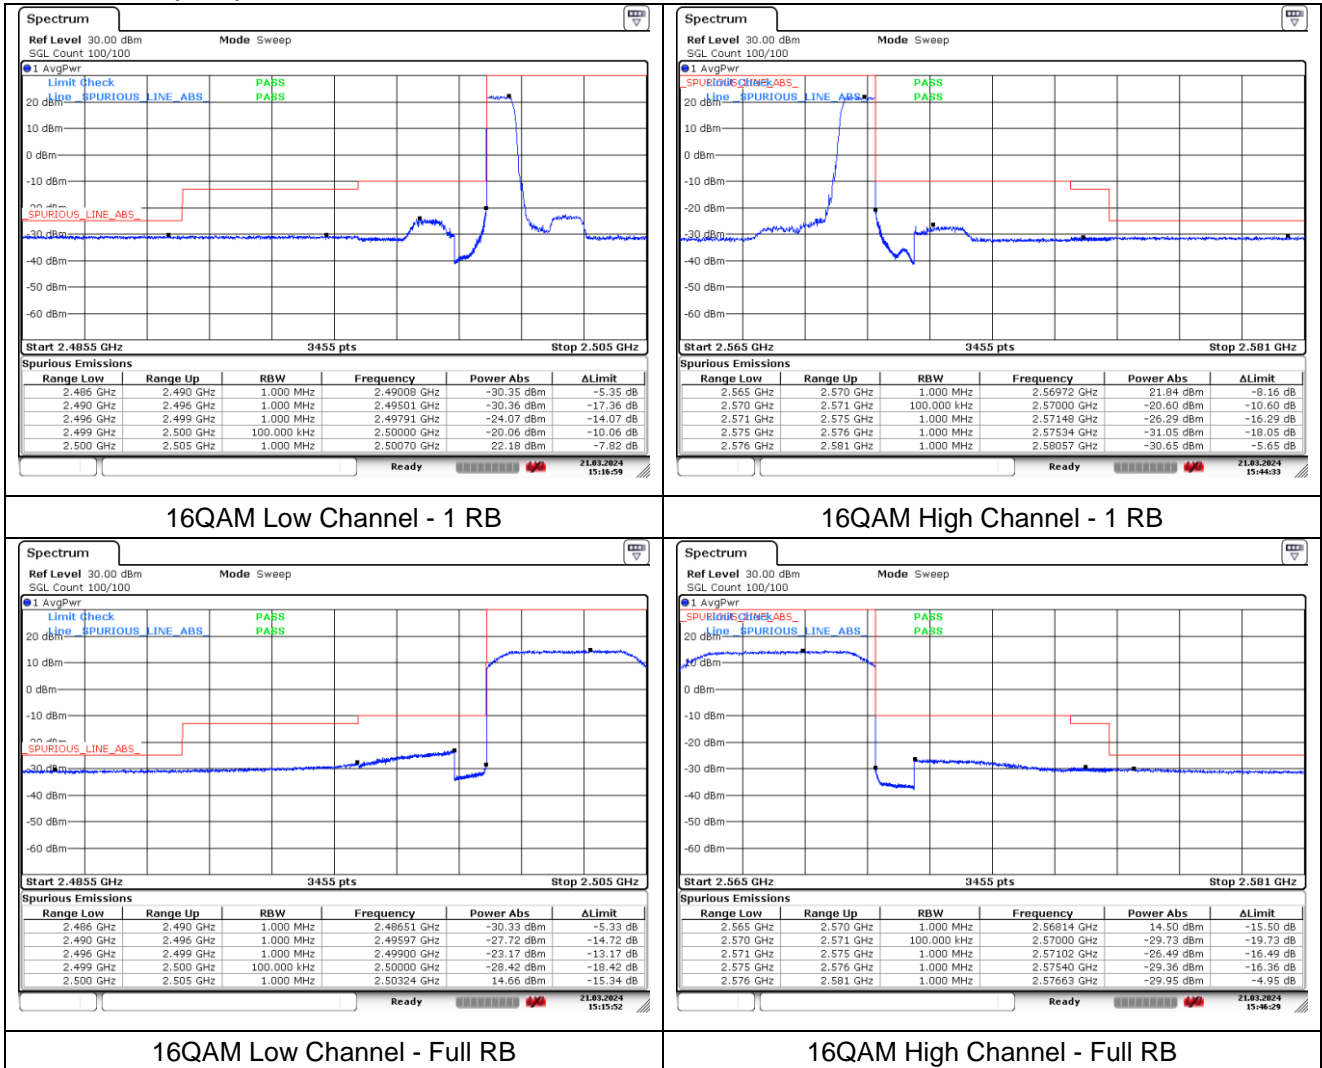 Spectrum
Ref Level 30.00 dBm Mode Sweep
SGL Count 100/100
1 AvgPwr
Limit Check PASS
Line _SPURIOUS_LINE_ABS_ PASS
20 dBm
10 dBm
0 dBm
-10 dBm
-20 dBm
_SPURIOUS_LINE_ABS_
-30 dBm
-40 dBm
-50 dBm
-60 dBm
Start 2.4855 GHz 3455 pts Stop 2.505 GHz
Spurious Emissions
Range Low Range Up RBW Frequency Power Abs ΔLimit
2.486 GHz 2.490 GHz 1.000 MHz 2.49008 GHz -30.35 dBm -5.35 dB
2.490 GHz 2.496 GHz 1.000 MHz 2.49501 GHz -30.36 dBm -17.36 dB
2.496 GHz 2.499 GHz 1.000 MHz 2.49791 GHz -24.07 dBm -14.07 dB
2.499 GHz 2.500 GHz 100.000 kHz 2.50000 GHz -20.06 dBm -10.06 dB
2.500 GHz 2.505 GHz 1.000 MHz 2.50070 GHz 22.18 dBm -7.82 dB
Ready 21.03.2024
15:16:59
Spectrum
Ref Level 30.00 dBm Mode Sweep
SGL Count 100/100
1 AvgPwr
_SPURIOUS_LINE_ABS_
Limit Check PASS
Line _SPURIOUS_LINE_ABS_ PASS
20 dBm
10 dBm
0 dBm
-10 dBm
-20 dBm
-30 dBm
-40 dBm
-50 dBm
-60 dBm
Start 2.565 GHz 3455 pts Stop 2.581 GHz
Spurious Emissions
Range Low Range Up RBW Frequency Power Abs ΔLimit
2.565 GHz 2.570 GHz 1.000 MHz 2.56972 GHz 21.84 dBm -8.16 dB
2.570 GHz 2.571 GHz 100.000 kHz 2.57000 GHz -20.60 dBm -10.60 dB
2.571 GHz 2.575 GHz 1.000 MHz 2.57148 GHz -26.29 dBm -16.29 dB
2.575 GHz 2.576 GHz 1.000 MHz 2.57534 GHz -31.05 dBm -18.05 dB
2.576 GHz 2.581 GHz 1.000 MHz 2.58057 GHz -30.65 dBm -5.65 dB
Ready 21.03.2024
15:44:33
16QAM Low Channel - 1 RB
16QAM High Channel - 1 RB
Spectrum
Ref Level 30.00 dBm Mode Sweep
SGL Count 100/100
1 AvgPwr
Limit Check PASS
Line _SPURIOUS_LINE_ABS_ PASS
20 dBm
10 dBm
0 dBm
-10 dBm
-20 dBm
_SPURIOUS_LINE_ABS_
-30 dBm
-40 dBm
-50 dBm
-60 dBm
Start 2.4855 GHz 3455 pts Stop 2.505 GHz
Spurious Emissions
Range Low Range Up RBW Frequency Power Abs ΔLimit
2.486 GHz 2.490 GHz 1.000 MHz 2.48651 GHz -30.33 dBm -5.33 dB
2.490 GHz 2.496 GHz 1.000 MHz 2.49597 GHz -27.72 dBm -14.72 dB
2.496 GHz 2.499 GHz 1.000 MHz 2.49900 GHz -23.17 dBm -13.17 dB
2.499 GHz 2.500 GHz 100.000 kHz 2.50000 GHz -28.42 dBm -18.42 dB
2.500 GHz 2.505 GHz 1.000 MHz 2.50324 GHz 14.66 dBm -15.34 dB
Ready 21.03.2024
15:15:52
Spectrum
Ref Level 30.00 dBm Mode Sweep
SGL Count 100/100
1 AvgPwr
_SPURIOUS_LINE_ABS_
Limit Check PASS
Line _SPURIOUS_LINE_ABS_ PASS
20 dBm
10 dBm
0 dBm
-10 dBm
-20 dBm
-30 dBm
-40 dBm
-50 dBm
-60 dBm
Start 2.565 GHz 3455 pts Stop 2.581 GHz
Spurious Emissions
Range Low Range Up RBW Frequency Power Abs ΔLimit
2.565 GHz 2.570 GHz 1.000 MHz 2.56814 GHz 14.50 dBm -15.50 dB
2.570 GHz 2.571 GHz 100.000 kHz 2.57000 GHz -29.73 dBm -19.73 dB
2.571 GHz 2.575 GHz 1.000 MHz 2.57102 GHz -26.49 dBm -16.49 dB
2.575 GHz 2.576 GHz 1.000 MHz 2.57540 GHz -29.36 dBm -16.36 dB
2.576 GHz 2.581 GHz 1.000 MHz 2.57663 GHz -29.95 dBm -4.95 dB
Ready 21.03.2024
15:46:29
16QAM Low Channel - Full RB
16QAM High Channel - Full RB